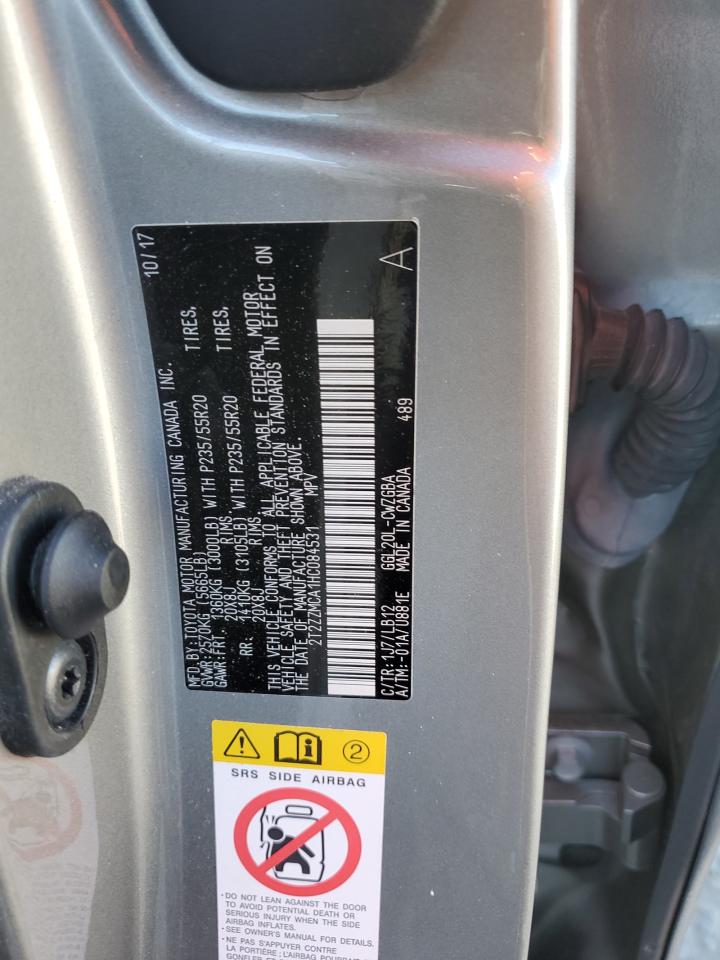 MFD.BY:TOYOTA MOTOR MANUFACTURING CANADA INC. 10/17
GVWR:2570KG (5665LB)
GAWR:FRT. 1360KG (3000LB) WITH P235/55R20 TIRES,
20X8J RIMS
RR. 1410KG (3105LB) WITH P235/55R20 TIRES,
20X8J RIMS
THIS VEHICLE CONFORMS TO ALL APPLICABLE FEDERAL MOTOR
VEHICLE SAFETY AND THEFT PREVENTION STANDARDS IN EFFECT ON
THE DATE OF MANUFACTURE SHOWN ABOVE.
2T2ZZMCA1HC084531 MPV
A
C/TR:1J7/LB12 GGL20L-CWZGBA 489
A/TM:-01A/U881E MADE IN CANADA
2
SRS SIDE AIRBAG
- DO NOT LEAN AGAINST THE DOOR
TO AVOID POTENTIAL DEATH OR
SERIOUS INJURY WHEN THE SIDE
AIRBAG INFLATES.
- SEE OWNER'S MANUAL FOR DETAILS.
- NE PAS S'APPUYER CONTRE
LA PORTIÈRE ; L'AIRBAG POURRAIT
GONFLER